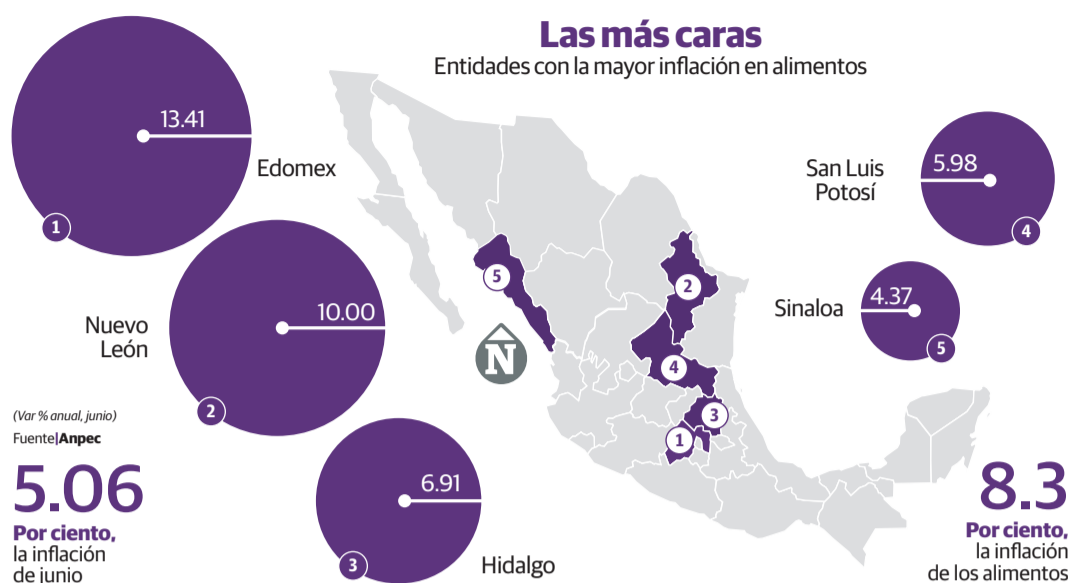 Las más caras
Entidades con la mayor inflación en alimentos
13.41
Edomex
1
10.00
Nuevo
León
2
6.91
Hidalgo
3
San Luis
Potosí
5.98
4
Sinaloa
4.37
5
5
2
4
3
1
N
(Var % anual, junio)
Fuente|Anpec
5.06
Por ciento,
la inflación
de junio
8.3
Por ciento,
la inflación
de los alimentos